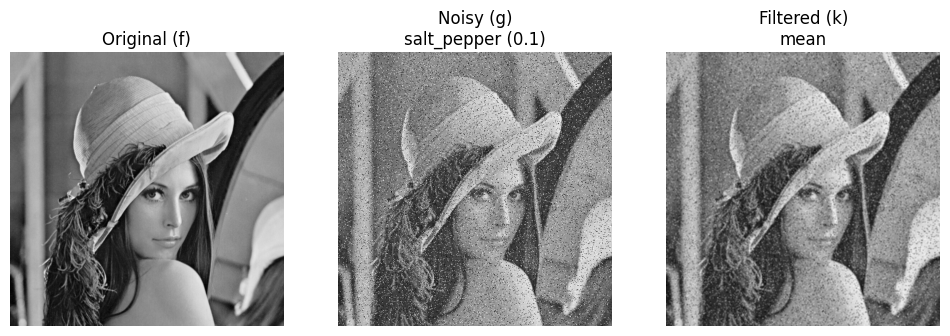 Original (f)
Noisy (g)
salt_pepper (0.1)
Filtered (k)
mean